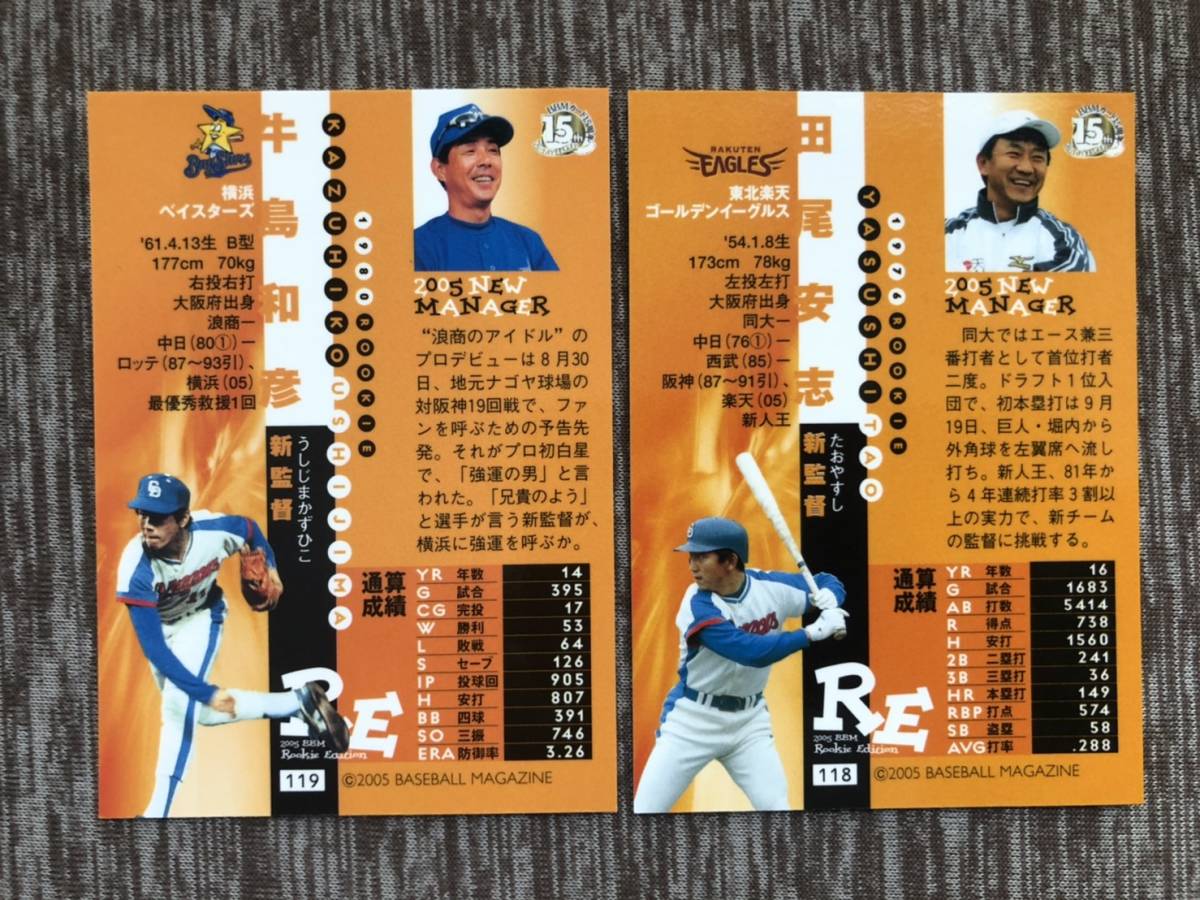 BayStars
横浜
ベイスターズ
'61.4.13生 B型
177cm 70kg
右投右打
大阪府出身
浪商ー
中日(80①)ー
ロッテ(87〜93引)、
横浜(05)
最優秀救援1回
牛島和彦
KAZUHIKO USHIJIMA
1980 ROOKIE
新監督
うしじまかずひこ
15th
2005 NEW
MANAGER
“浪商のアイドル”の
プロデビューは8月30
日、地元ナゴヤ球場の
対阪神19回戦で、ファ
ンを呼ぶための予告先
発。それがプロ初白星
で、「強運の男」と言
われた。「兄貴のよう」
と選手が言う新監督が、
横浜に強運を呼ぶか。
通算
成績
YR 年数 14
G 試合 395
CG 完投 17
W 勝利 53
L 敗戦 64
S セーブ 126
IP 投球回 905
H 安打 807
BB 四球 391
SO 三振 746
ERA 防御率 3.26
RE
2005 BBM
Rookie Edition
119
©2005 BASEBALL MAGAZINE
RAKUTEN
EAGLES
東北楽天
ゴールデンイーグルス
'54.1.8生
173cm 78kg
左投左打
大阪府出身
同大ー
中日(76①)ー
西武(85)ー
阪神(87〜91引)、
楽天(05)
新人王
田尾安志
YASUSHI TAO
1976 ROOKIE
新監督
たおやすし
15th
2005 NEW
MANAGER
同大ではエース兼三
番打者として首位打者
二度。ドラフト1位入
団で、初本塁打は9月
19日、巨人・堀内から
外角球を左翼席へ流し
打ち。新人王、81年か
ら4年連続打率3割以
上の実力で、新チーム
の監督に挑戦する。
通算
成績
YR 年数 16
G 試合 1683
AB 打数 5414
R 得点 738
H 安打 1560
2B 二塁打 241
3B 三塁打 36
HR 本塁打 149
RBP 打点 574
SB 盗塁 58
AVG 打率 .288
RE
2005 BBM
Rookie Edition
118
©2005 BASEBALL MAGAZINE